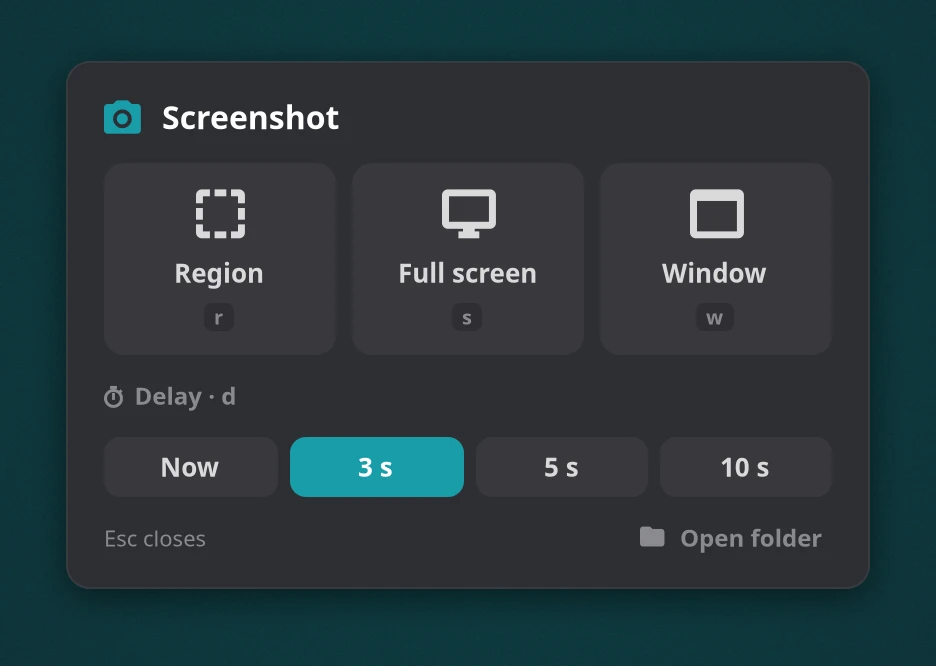 Screenshot
Region Full screen Window
r s w
Delay · d
Now 3 s 5 s 10 s
Esc closes Open folder